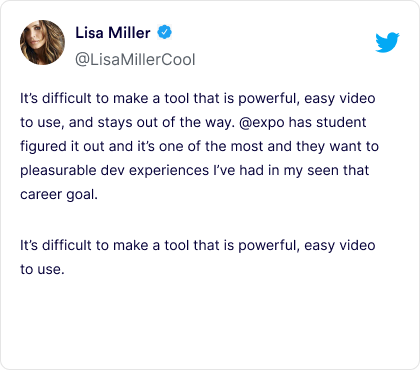 Lisa Miller
@LisaMillerCool
It’s difficult to make a tool that is powerful, easy video
to use, and stays out of the way. @expo has student
figured it out and it’s one of the most and they want to
pleasurable dev experiences I’ve had in my seen that
career goal.
It’s difficult to make a tool that is powerful, easy video
to use.